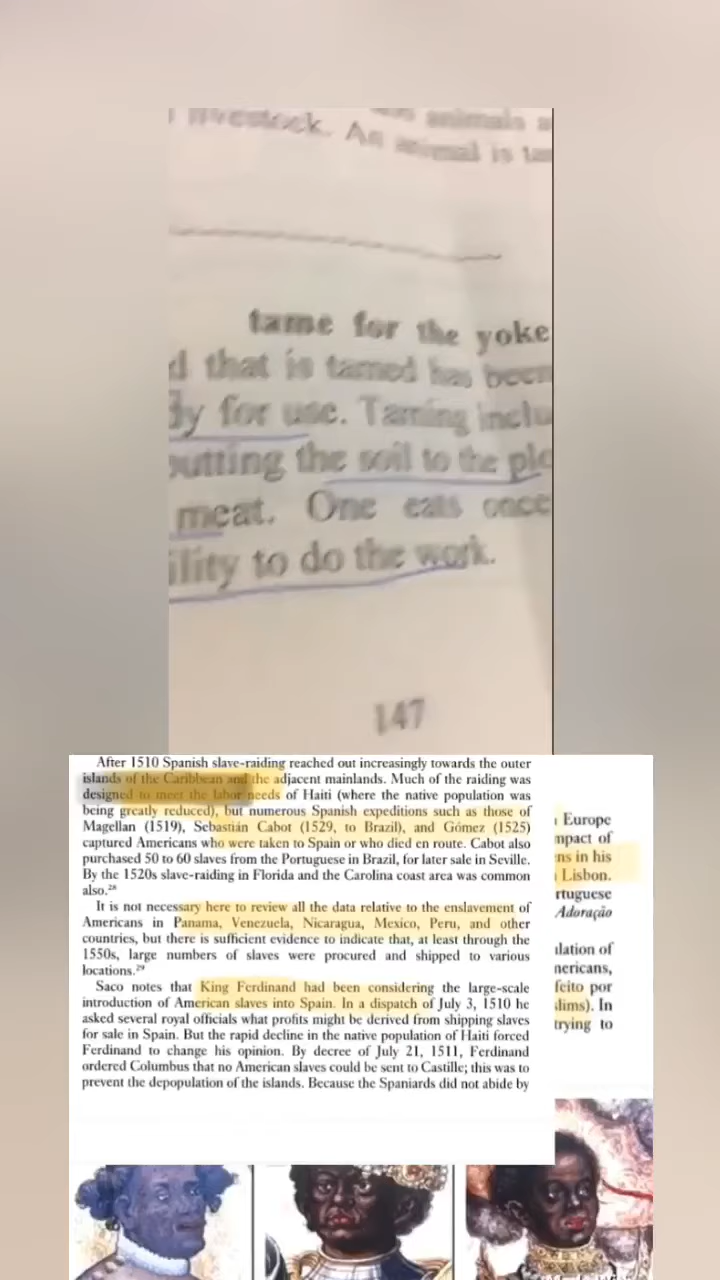 livestock. An animal is
tame for the yoke
that is tamed has been
for use. Taming
the soil to the
meat. One eats once
to do the work.
147
After 1510 Spanish slave-raiding reached out increasingly towards the outer
islands of the Caribbean and the adjacent mainlands. Much of the raiding was
designed to meet the labor needs of Haiti (where the native population was
being greatly reduced), but numerous Spanish expeditions such as those of
Magellan (1519), Sebastián Cabot (1529, to Brazil), and Gómez (1525)
captured Americans who were taken to Spain or who died en route. Cabot also
purchased 50 to 60 slaves from the Portuguese in Brazil, for later sale in Seville.
By the 1520s slave-raiding in Florida and the Carolina coast area was common
also.²⁸
It is not necessary here to review all the data relative to the enslavement of
Americans in Panama, Venezuela, Nicaragua, Mexico, Peru, and other
countries, but there is sufficient evidence to indicate that, at least through the
1550s, large numbers of slaves were procured and shipped to various
locations.²⁹
Saco notes that King Ferdinand had been considering the large-scale
introduction of American slaves into Spain. In a dispatch of July 3, 1510 he
asked several royal officials what profits might be derived from shipping slaves
for sale in Spain. But the rapid decline in the native population of Haiti forced
Ferdinand to change his opinion. By decree of July 21, 1511, Ferdinand
ordered Columbus that no American slaves could be sent to Castille; this was to
prevent the depopulation of the islands. Because the Spaniards did not abide by
Europe
mpact of
ns in his
Lisbon.
rtuguese
Adoração
lation of
nericans,
feito por
lims). In
trying to